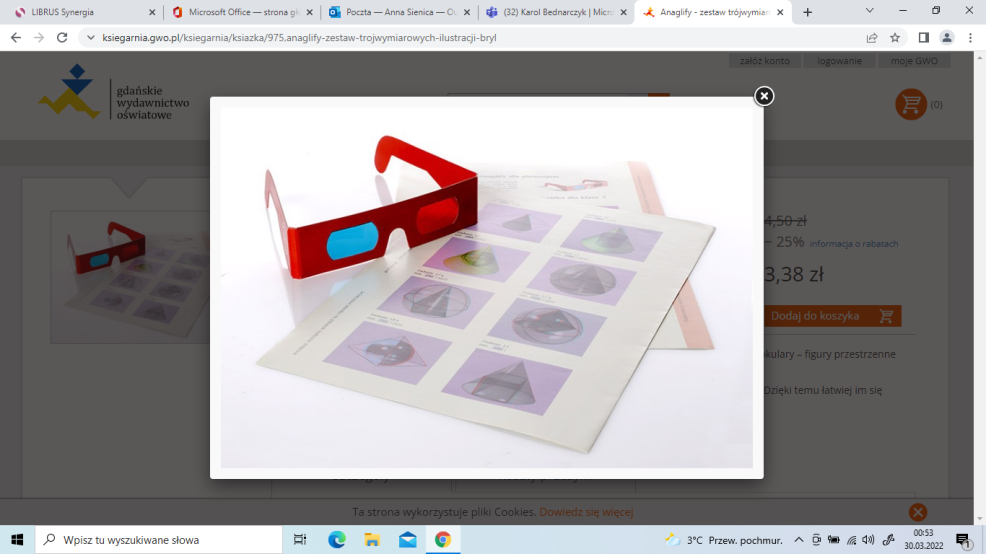 LIBRUS Synergia
Microsoft Office — strona gł
Poczta — Anna Sienica — Ou
(32) Karol Bednarczyk | Micro
Anaglify - zestaw trójwymiar
ksiegarnia.gwo.pl/ksiegarnia/ksiazka/975,anaglify-zestaw-trojwymiarowych-ilustracji-bryl
załóż konto
logowanie
moje GWO
gdańskie
wydawnictwo
oświatowe
(0)
4,50 zł
− 25% informacja o rabatach
3,38 zł
Dodaj do koszyka
okulary – figury przestrzenne
Dzięki temu łatwiej im się
Ta strona wykorzystuje pliki Cookies. Dowiedz się więcej
Wpisz tu wyszukiwane słowa
3°C Przew. pochmur.
00:53
30.03.2022
1